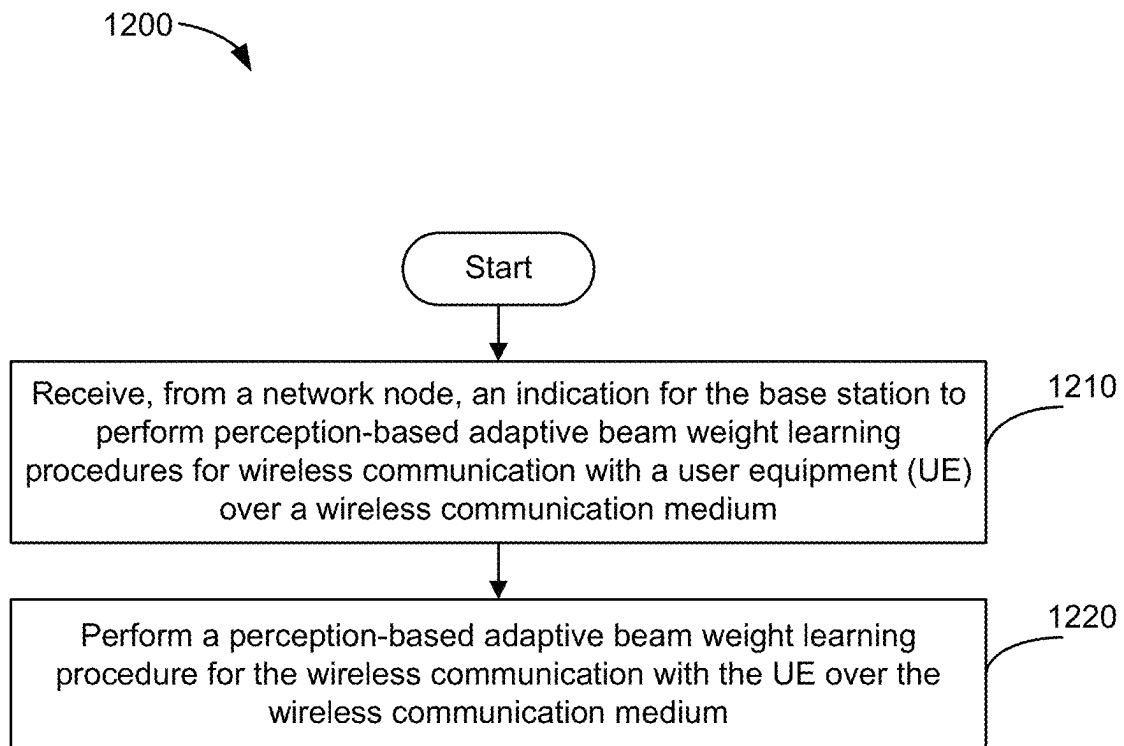 1200
Start
Receive, from a network node, an indication for the base station to
perform perception-based adaptive beam weight learning
procedures for wireless communication with a user equipment (UE)
over a wireless communication medium
1210
Perform a perception-based adaptive beam weight learning
procedure for the wireless communication with the UE over the
wireless communication medium
1220